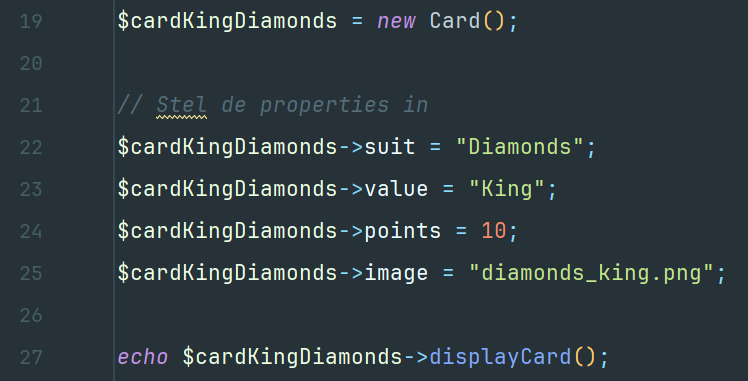 19 $cardKingDiamonds = new Card();
20
21 // Stel de properties in
22 $cardKingDiamonds->suit = "Diamonds";
23 $cardKingDiamonds->value = "King";
24 $cardKingDiamonds->points = 10;
25 $cardKingDiamonds->image = "diamonds_king.png";
26
27 echo $cardKingDiamonds->displayCard();